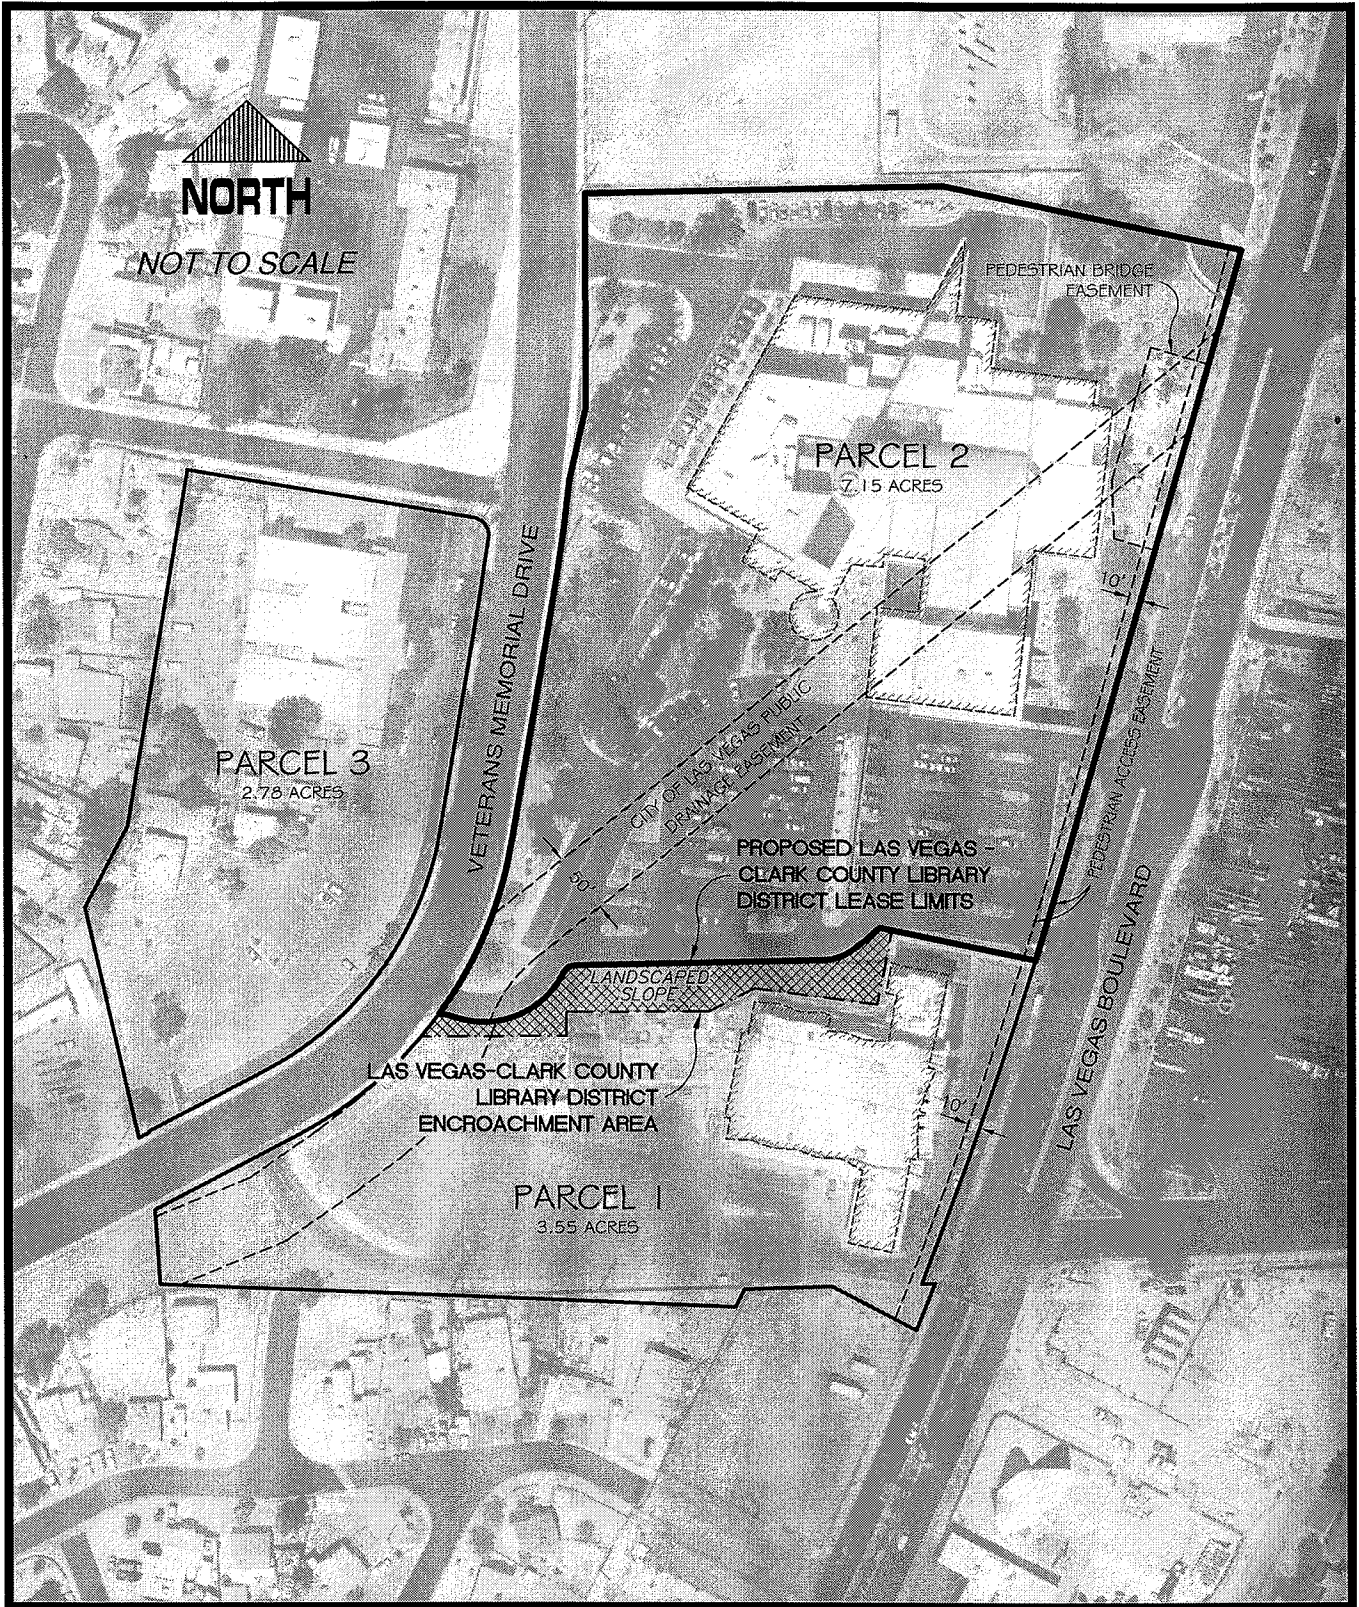 NORTH
NOT TO SCALE
PEDESTRIAN BRIDGE
EASEMENT
PARCEL 2
7.15 ACRES
10'
VETERANS MEMORIAL DRIVE
PARCEL 3
2.78 ACRES
CITY OF LAS VEGAS PUBLIC
DRAINAGE EASEMENT
50'
PEDESTRIAN ACCESS EASEMENT
PROPOSED LAS VEGAS -
CLARK COUNTY LIBRARY
DISTRICT LEASE LIMITS
LAS VEGAS BOULEVARD
LANDSCAPED
SLOPE
LAS VEGAS-CLARK COUNTY
LIBRARY DISTRICT
ENCROACHMENT AREA
10'
PARCEL 1
3.55 ACRES